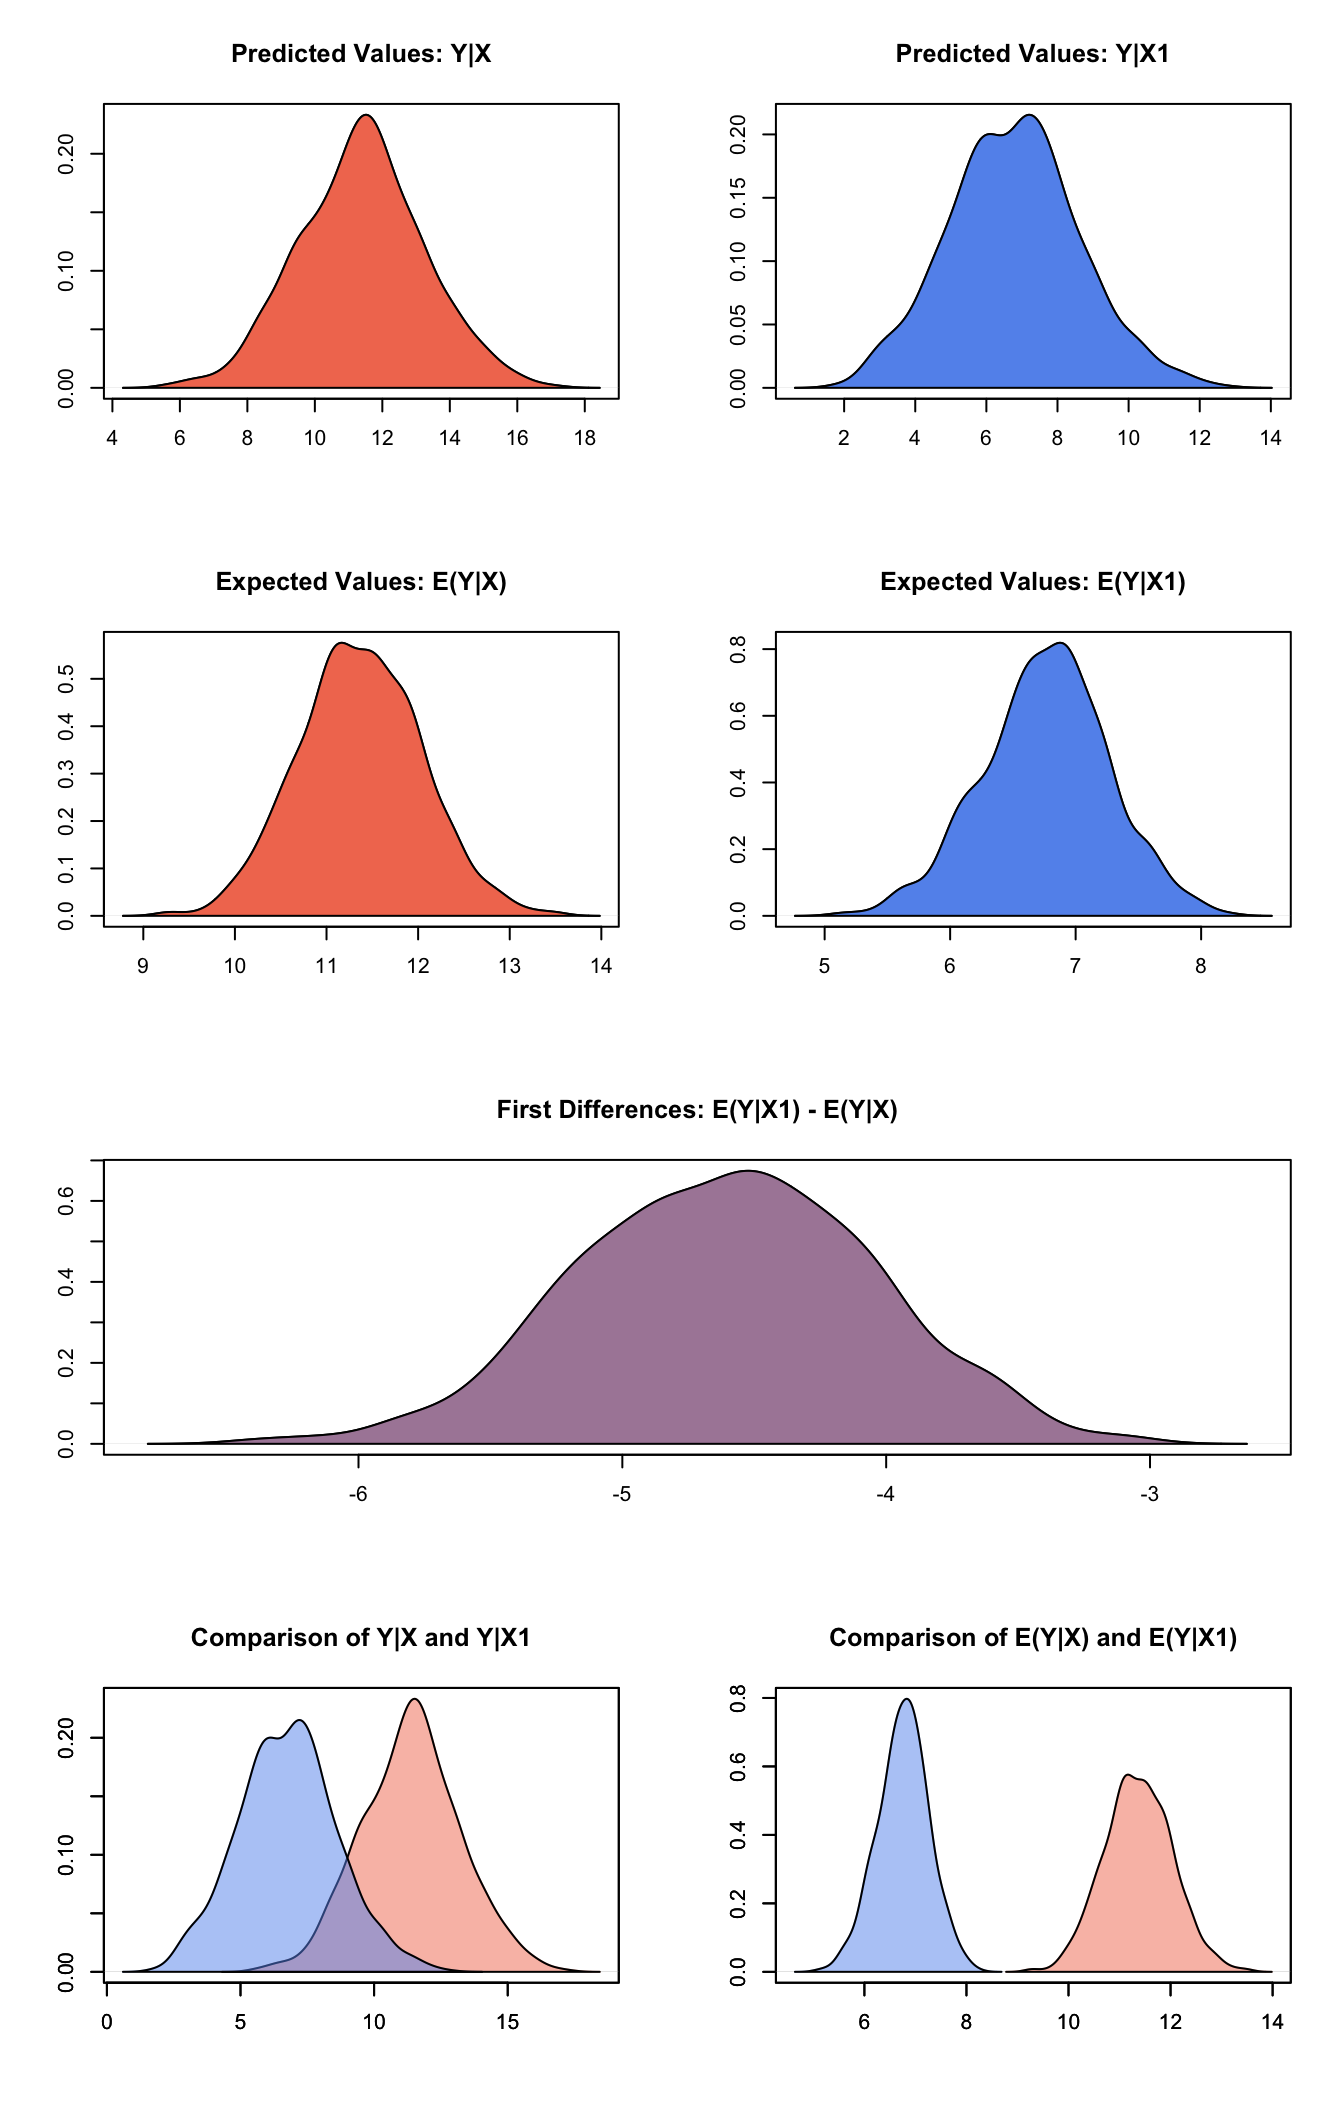 Predicted Values: Y|X
0.00 0.10 0.20
4 6 8 10 12 14 16 18
Predicted Values: Y|X1
0.00 0.05 0.10 0.15 0.20
2 4 6 8 10 12 14
Expected Values: E(Y|X)
0.0 0.1 0.2 0.3 0.4 0.5
9 10 11 12 13 14
Expected Values: E(Y|X1)
0.0 0.2 0.4 0.6 0.8
5 6 7 8
First Differences: E(Y|X1) - E(Y|X)
0.0 0.2 0.4 0.6
-6 -5 -4 -3
Comparison of Y|X and Y|X1
0.00 0.10 0.20
0 5 10 15
Comparison of E(Y|X) and E(Y|X1)
0.0 0.2 0.4 0.6 0.8
6 8 10 12 14